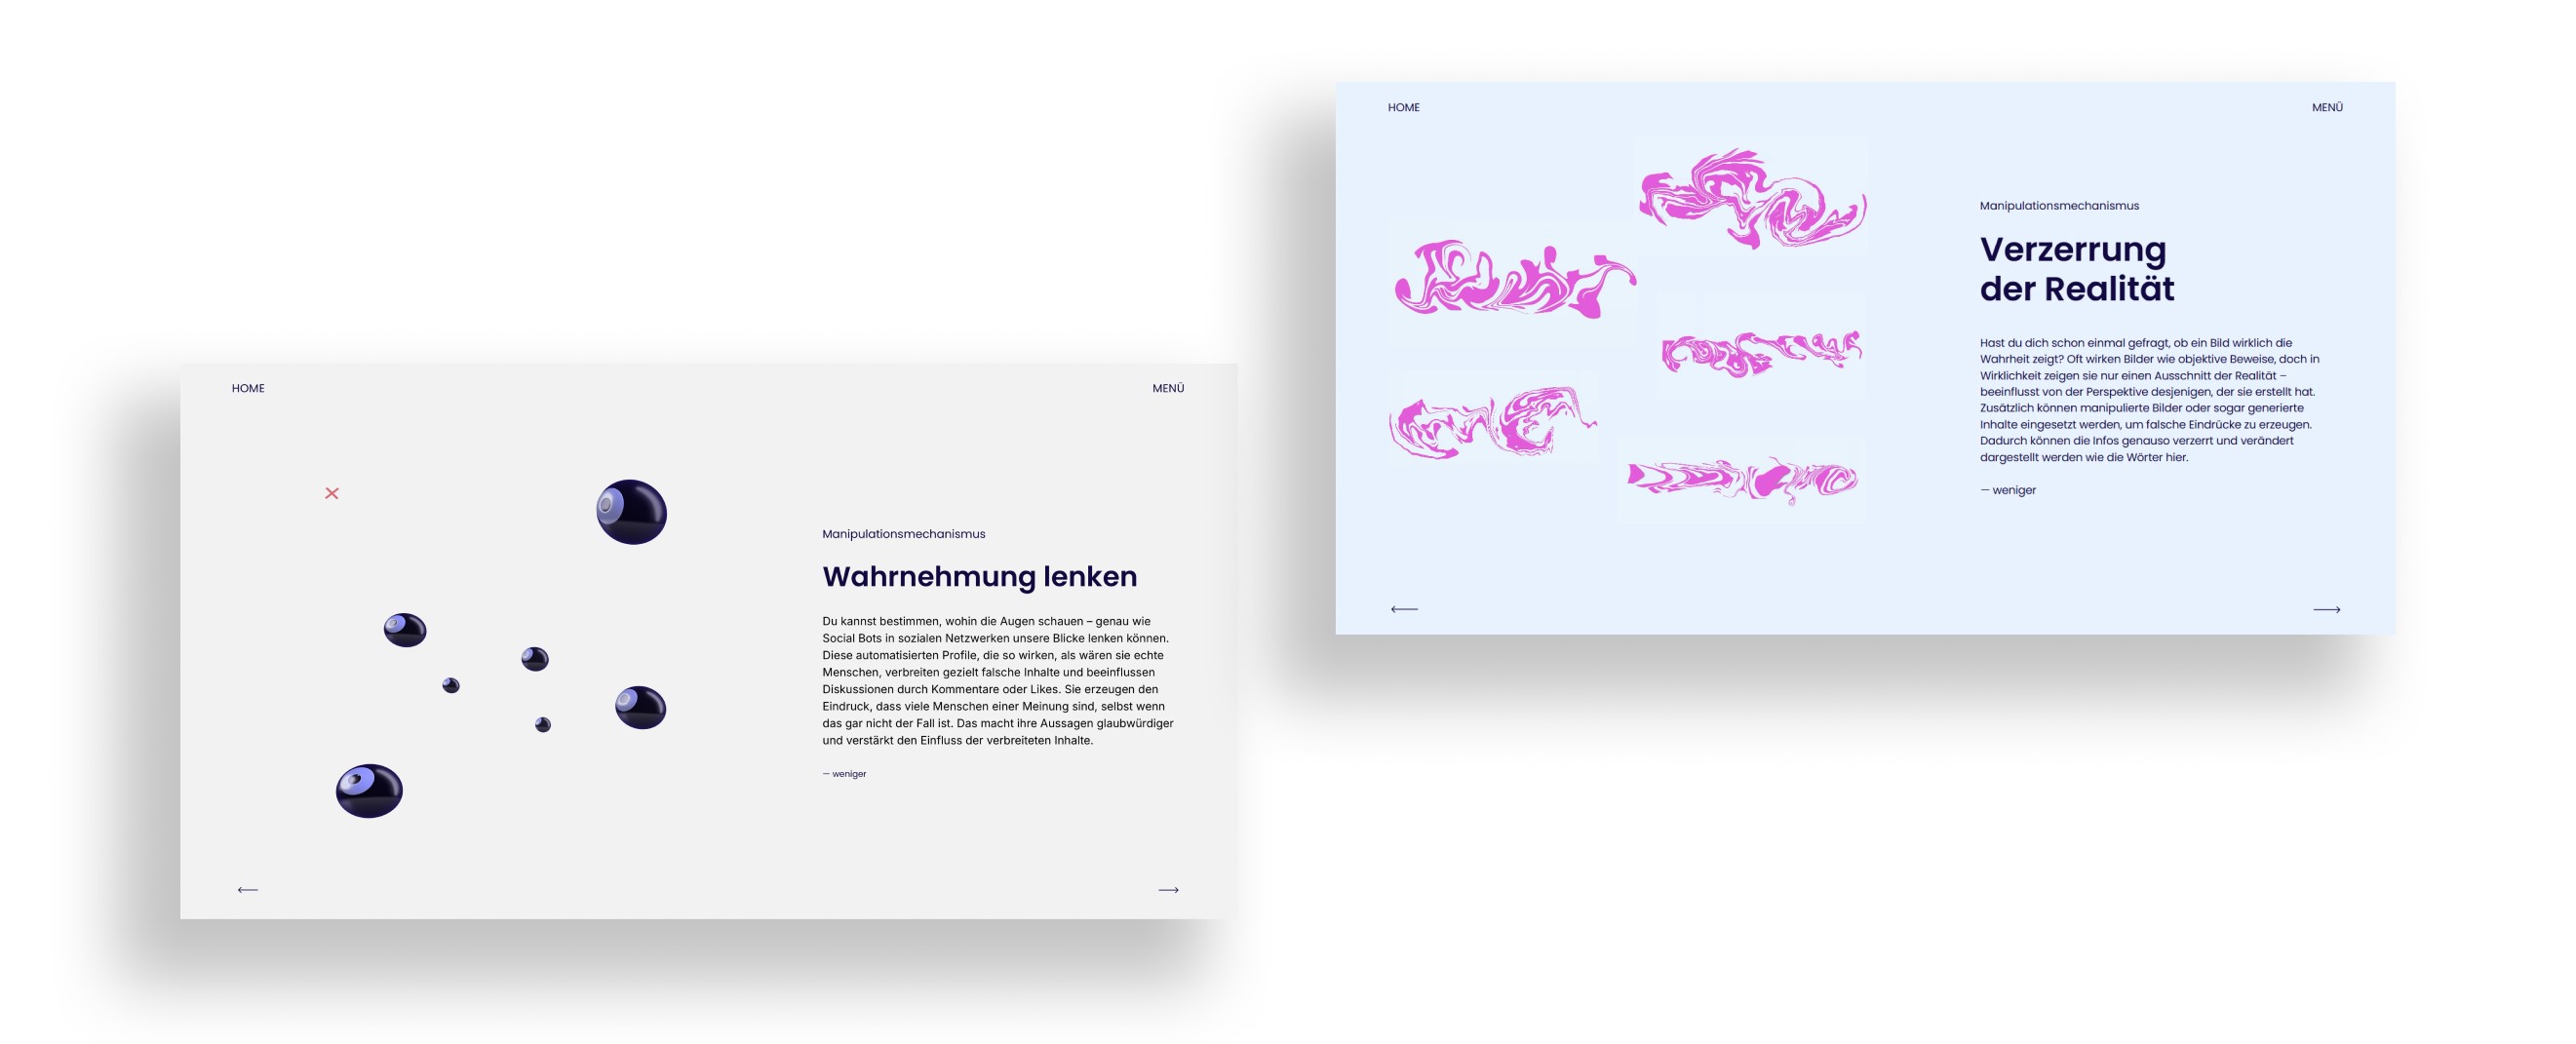 HOME
MENÜ
Manipulationsmechanismus
Wahrnehmung lenken
Du kannst bestimmen, wohin die Augen schauen – genau wie
Social Bots in sozialen Netzwerken unsere Blicke lenken können.
Diese automatisierten Profile, die so wirken, als wären sie echte
Menschen, verbreiten gezielt falsche Inhalte und beeinflussen
Diskussionen durch Kommentare oder Likes. Sie erzeugen den
Eindruck, dass viele Menschen einer Meinung sind, selbst wenn
das gar nicht der Fall ist. Das macht ihre Aussagen glaubwürdiger
und verstärkt den Einfluss der verbreiteten Inhalte.
— weniger
HOME
MENÜ
Manipulationsmechanismus
Verzerrung
der Realität
Hast du dich schon einmal gefragt, ob ein Bild wirklich die
Wahrheit zeigt? Oft wirken Bilder wie objektive Beweise, doch in
Wirklichkeit zeigen sie nur einen Ausschnitt der Realität –
beeinflusst von der Perspektive desjenigen, der sie erstellt hat.
Zusätzlich können manipulierte Bilder oder sogar generierte
Inhalte eingesetzt werden, um falsche Eindrücke zu erzeugen.
Dadurch können die Infos genauso verzerrt und verändert
dargestellt werden wie die Wörter hier.
— weniger